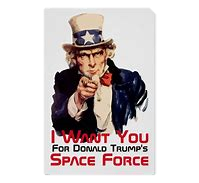 I Want You
For Donald Trump's
Space Force